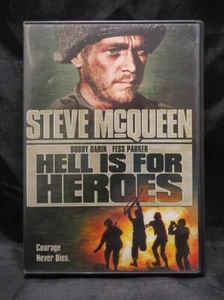 STEVE McQUEEN
BOBBY DARIN FESS PARKER
HELL IS FOR
HEROES
Courage
Never Dies.